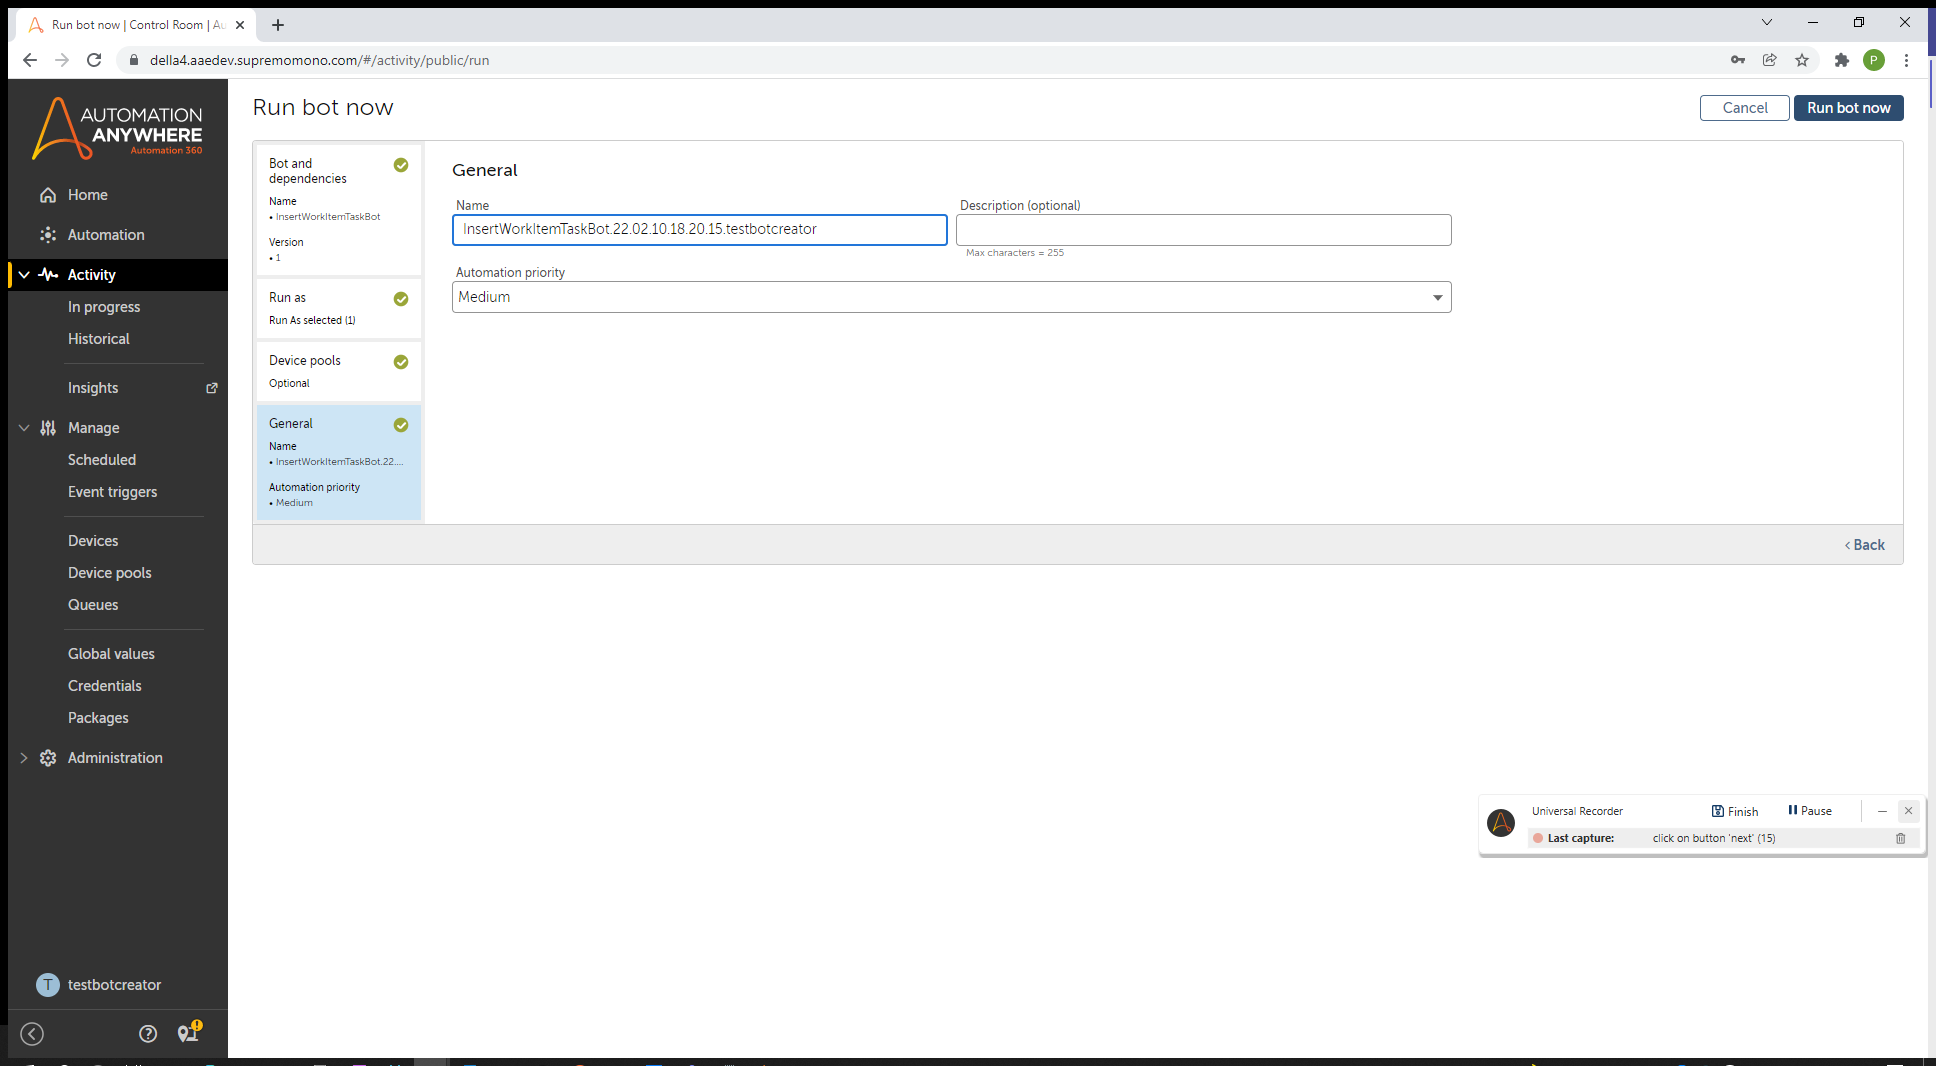 Run bot now | Control Room | Au
della4.aaedev.supremomono.com/#/activity/public/run
P
AUTOMATION
ANYWHERE
Automation 360
Home
Automation
Activity
In progress
Historical
Insights
Manage
Scheduled
Event triggers
Devices
Device pools
Queues
Global values
Credentials
Packages
Administration
T testbotcreator
Run bot now
Cancel
Run bot now
Bot and
dependencies
Name
• InsertWorkItemTaskBot
Version
• 1
Run as
Run As selected (1)
Device pools
Optional
General
Name
• InsertWorkItemTaskBot.22....
Automation priority
• Medium
General
Name
InsertWorkItemTaskBot.22.02.10.18.20.15.testbotcreator
Description (optional)
Max characters = 255
Automation priority
Medium
‹ Back
Universal Recorder
Finish
Pause
Last capture: click on button 'next' (15)